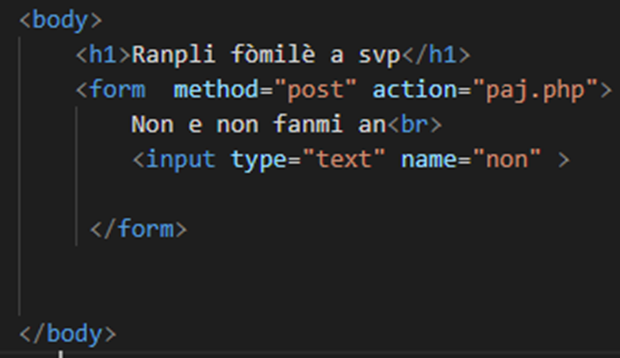 <body>
<h1>Ranpli fòmilè a svp</h1>
<form  method="post" action="paj.php">
Non e non fanmi an<br>
<input type="text" name="non" >
</form>
</body>